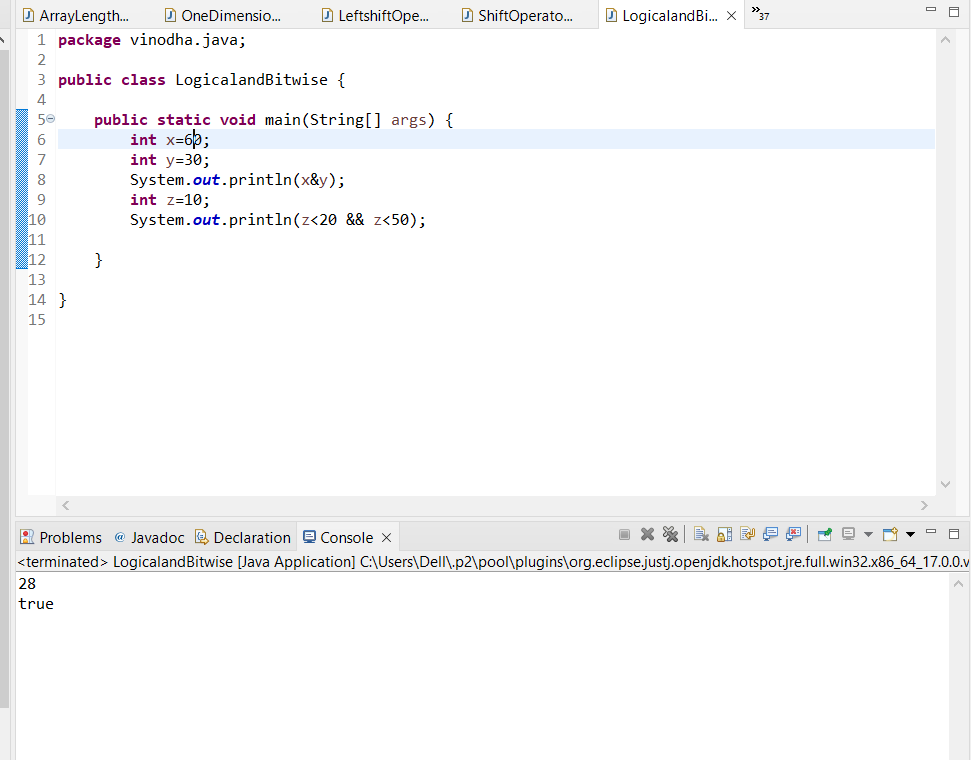 ArrayLength... OneDimensio... LeftshiftOpe... ShiftOperato... LogicalandBi... »37
1 package vinodha.java;
2
3 public class LogicalandBitwise {
4
5 public static void main(String[] args) {
6 int x=60;
7 int y=30;
8 System.out.println(x&y);
9 int z=10;
10 System.out.println(z<20 && z<50);
11
12 }
13
14 }
15
Problems @ Javadoc Declaration Console
<terminated> LogicalandBitwise [Java Application] C:\Users\Dell\.p2\pool\plugins\org.eclipse.justj.openjdk.hotspot.jre.full.win32.x86_64_17.0.0.v
28
true